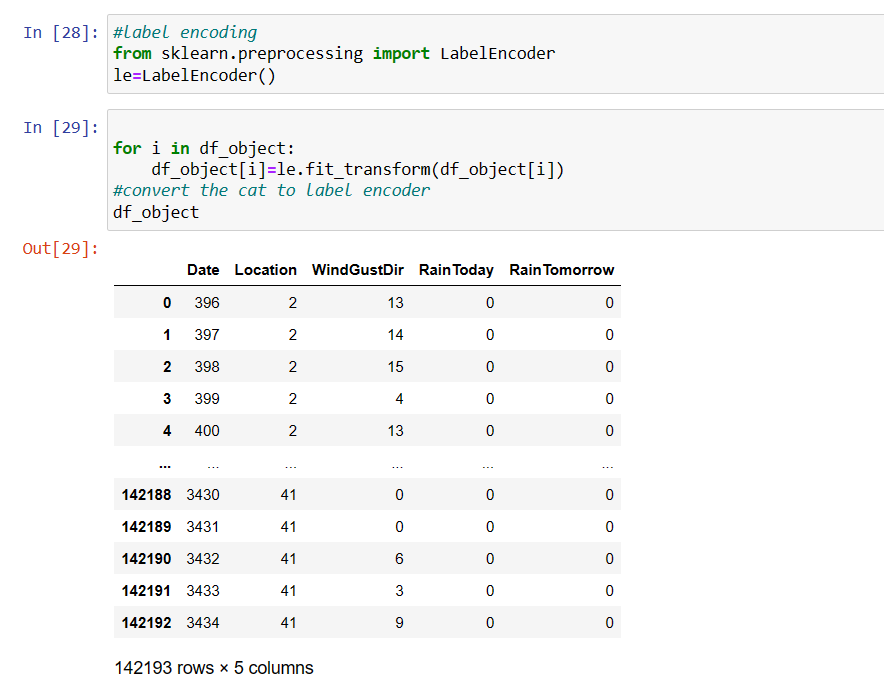 In [28]: #label encoding
from sklearn.preprocessing import LabelEncoder
le=LabelEncoder()
In [29]:
for i in df_object:
    df_object[i]=le.fit_transform(df_object[i])
#convert the cat to label encoder
df_object
Out[29]:
Date Location WindGustDir RainToday RainTomorrow
0 396 2 13 0 0
1 397 2 14 0 0
2 398 2 15 0 0
3 399 2 4 0 0
4 400 2 13 0 0
... ... ... ... ... ...
142188 3430 41 0 0 0
142189 3431 41 0 0 0
142190 3432 41 6 0 0
142191 3433 41 3 0 0
142192 3434 41 9 0 0
142193 rows × 5 columns